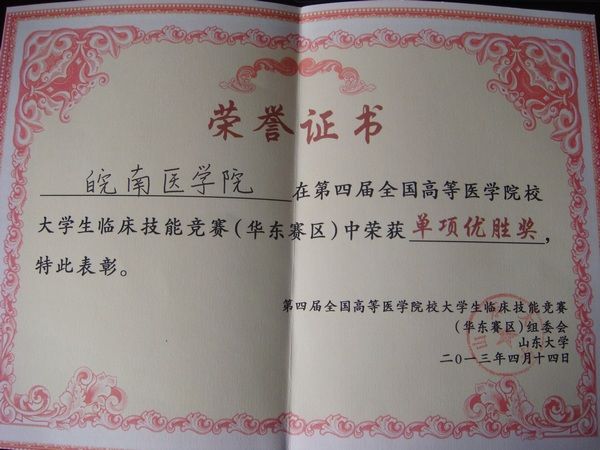 荣誉证书
皖南医学院 在第四届全国高等医学院校
大学生临床技能竞赛(华东赛区)中荣获 单项优胜奖,
特此表彰。
第四届全国高等医学院校大学生临床技能竞赛
(华东赛区)组委会
山东大学
二〇一三年四月十四日